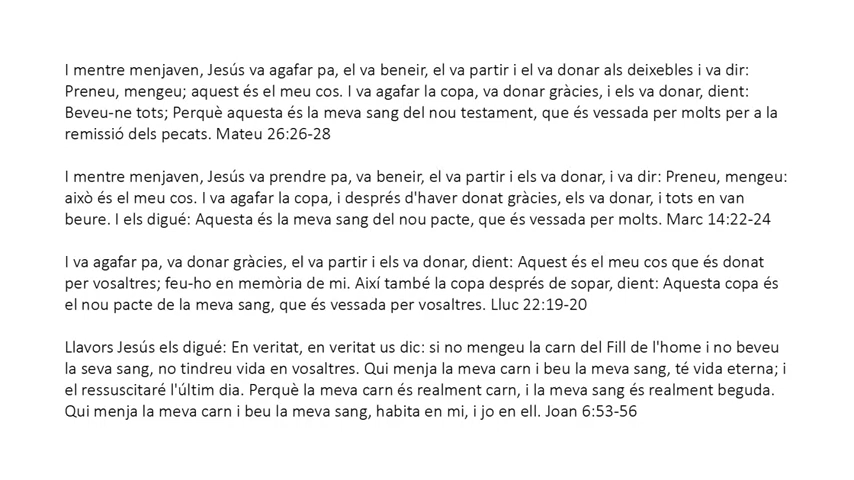 I mentre menjaven, Jesús va agafar pa, el va beneir, el va partir i el va donar als deixebles i va dir:
Preneu, mengeu; aquest és el meu cos. I va agafar la copa, va donar gràcies, i els va donar, dient:
Beveu-ne tots; Perquè aquesta és la meva sang del nou testament, que és vessada per molts per a la
remissió dels pecats. Mateu 26:26-28
I mentre menjaven, Jesús va prendre pa, va beneir, el va partir i els va donar, i va dir: Preneu, mengeu:
això és el meu cos. I va agafar la copa, i després d'haver donat gràcies, els va donar, i tots en van
beure. I els digué: Aquesta és la meva sang del nou pacte, que és vessada per molts. Marc 14:22-24
I va agafar pa, va donar gràcies, el va partir i els va donar, dient: Aquest és el meu cos que és donat
per vosaltres; feu-ho en memòria de mi. Així també la copa després de sopar, dient: Aquesta copa és
el nou pacte de la meva sang, que és vessada per vosaltres. Lluc 22:19-20
Llavors Jesús els digué: En veritat, en veritat us dic: si no mengeu la carn del Fill de l'home i no beveu
la seva sang, no tindreu vida en vosaltres. Qui menja la meva carn i beu la meva sang, té vida eterna; i
el ressuscitaré l'últim dia. Perquè la meva carn és realment carn, i la meva sang és realment beguda.
Qui menja la meva carn i beu la meva sang, habita en mi, i jo en ell. Joan 6:53-56